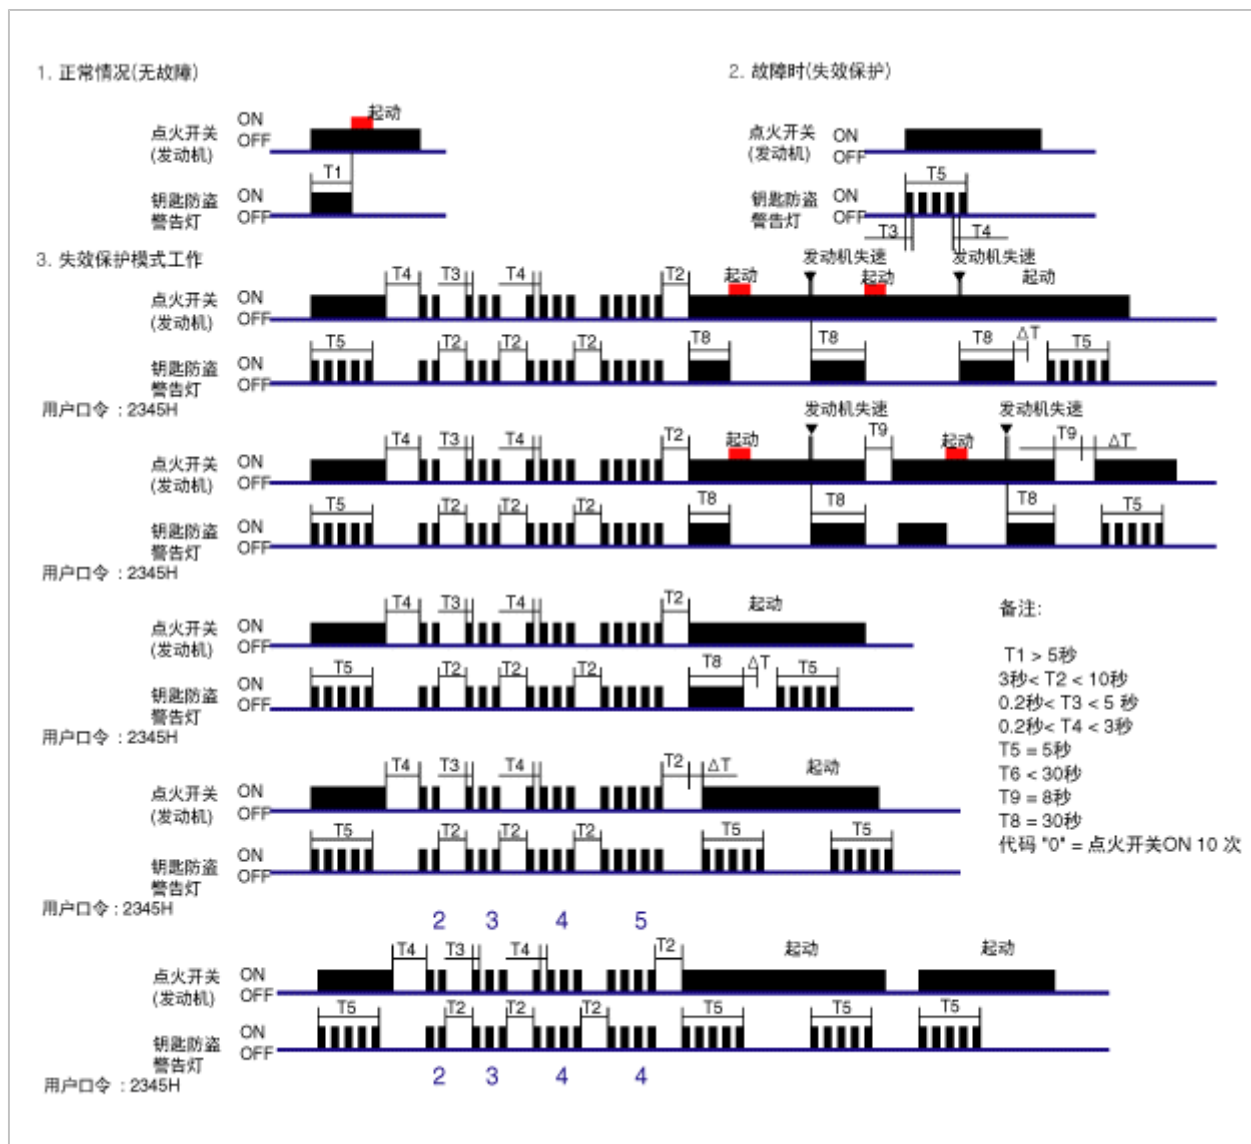 1. 正常情况(无故障)
2. 故障时(失效保护)
起动
点火开关 ON
(发动机) OFF
T1
钥匙防盗 ON
警告灯 OFF
点火开关 ON
(发动机) OFF
T5
钥匙防盗 ON
警告灯 OFF
T3 T4
3. 失效保护模式工作
发动机失速 发动机失速
T4 T3 T4 T2 起动 起动 起动
点火开关 ON
(发动机) OFF
T5 T2 T2 T2 T8 T8 T8 ΔT T5
钥匙防盗 ON
警告灯 OFF
用户口令 : 2345H
发动机失速 发动机失速
T4 T3 T4 T2 起动 T9 起动 T9 ΔT
点火开关 ON
(发动机) OFF
T5 T2 T2 T2 T8 T8 T8 T5
钥匙防盗 ON
警告灯 OFF
用户口令 : 2345H
T4 T3 T4 T2 起动
点火开关 ON
(发动机) OFF
T5 T2 T2 T2 T8 ΔT T5
钥匙防盗 ON
警告灯 OFF
用户口令 : 2345H
备注:
T1 > 5秒
3秒< T2 < 10秒
0.2秒< T3 < 5 秒
0.2秒< T4 < 3秒
T5 = 5秒
T6 < 30秒
T9 = 8秒
T8 = 30秒
代码 "0" = 点火开关ON 10 次
T4 T3 T4 T2 ΔT 起动
点火开关 ON
(发动机) OFF
T5 T2 T2 T2 T5 T5
钥匙防盗 ON
警告灯 OFF
用户口令 : 2345H
2 3 4 5
T4 T3 T4 T2 起动 起动
点火开关 ON
(发动机) OFF
T5 T2 T2 T2 T5 T5 T5
钥匙防盗 ON
警告灯 OFF
用户口令 : 2345H
2 3 4 4